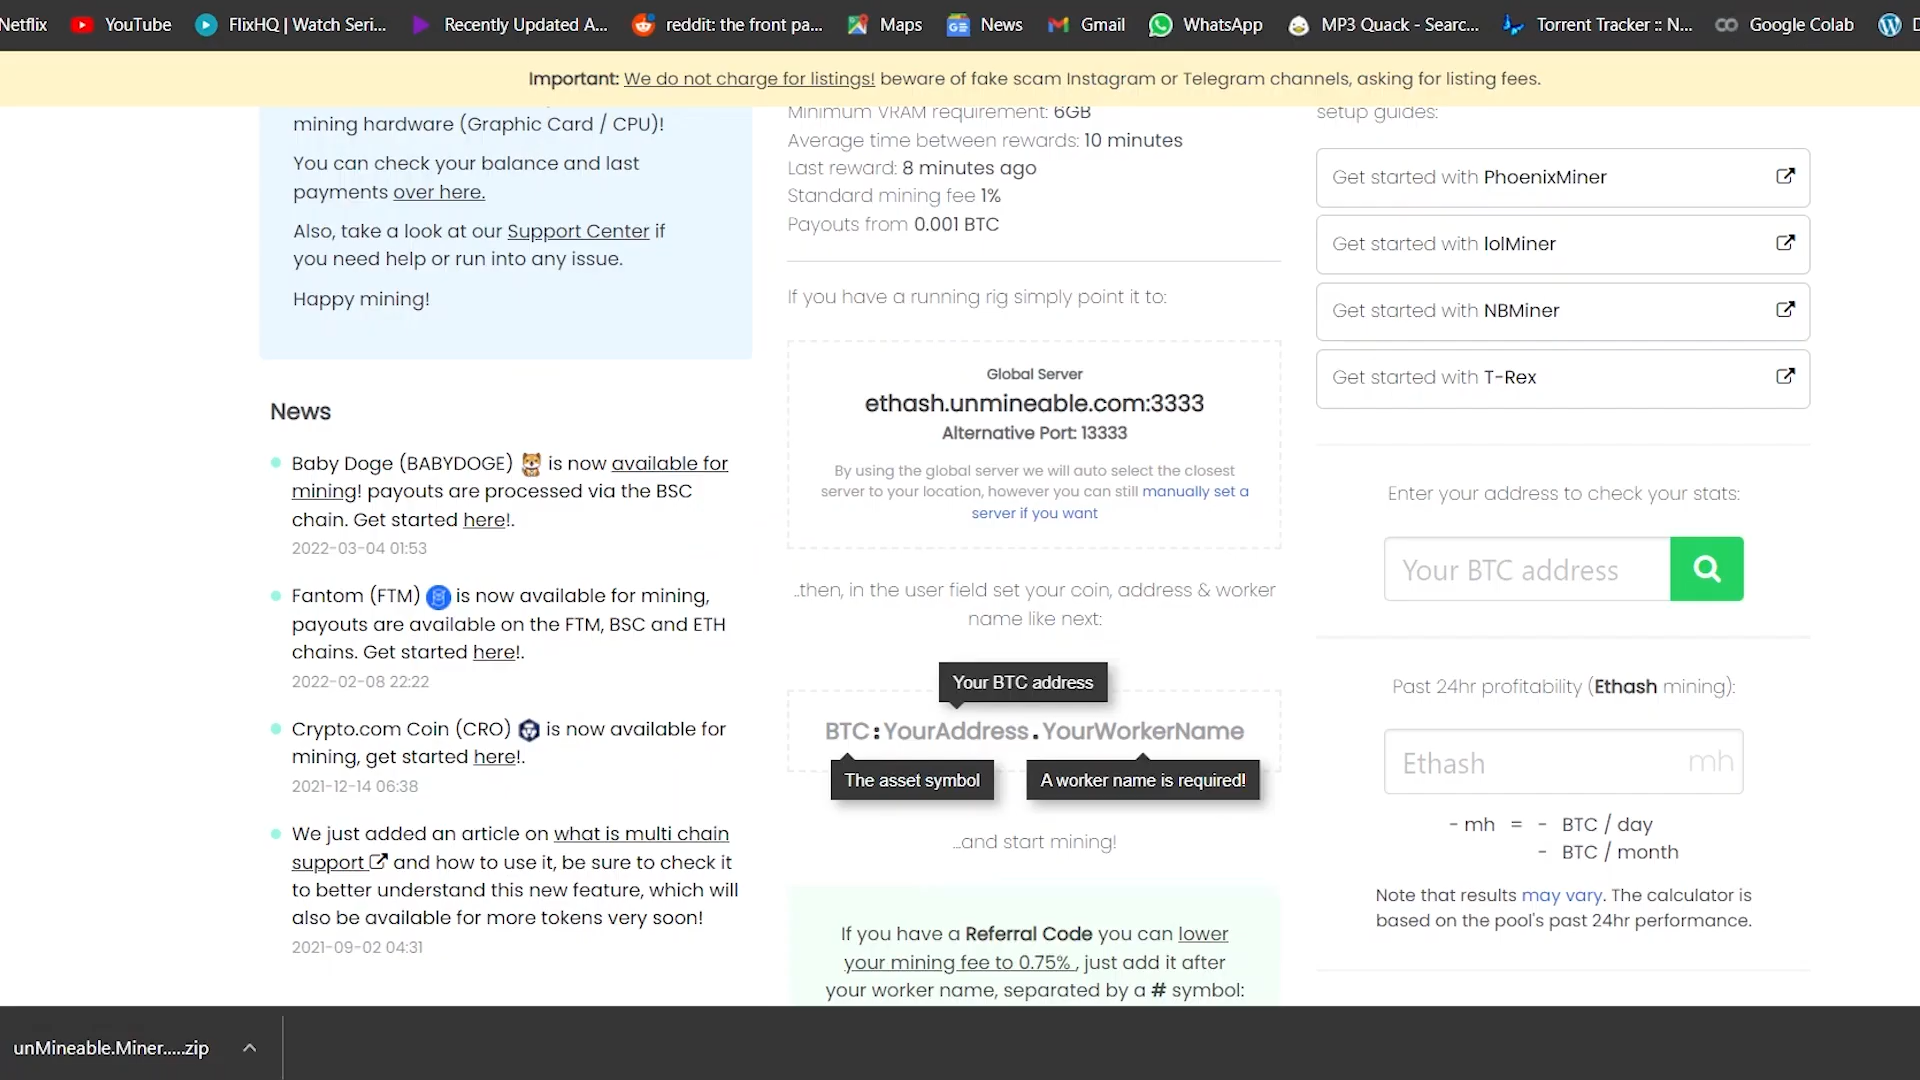 Netflix
YouTube
FlixHQ | Watch Seri...
Recently Updated A...
reddit: the front pa...
Maps
News
Gmail
WhatsApp
MP3 Quack - Searc...
Torrent Tracker :: N...
Google Colab
Important: We do not charge for listings! beware of fake scam Instagram or Telegram channels, asking for listing fees.
mining hardware (Graphic Card / CPU)!
You can check your balance and last
payments over here.
Also, take a look at our Support Center if
you need help or run into any issue.
Happy mining!
News
Baby Doge (BABYDOGE) is now available for
mining! payouts are processed via the BSC
chain. Get started here!.
2022-03-04 01:53
Fantom (FTM) is now available for mining,
payouts are available on the FTM, BSC and ETH
chains. Get started here!.
2022-02-08 22:22
Crypto.com Coin (CRO) is now available for
mining, get started here!.
2021-12-14 06:38
We just added an article on what is multi chain
support and how to use it, be sure to check it
to better understand this new feature, which will
also be available for more tokens very soon!
2021-09-02 04:31
Minimum VRAM requirement: 6GB
Average time between rewards: 10 minutes
Last reward: 8 minutes ago
Standard mining fee 1%
Payouts from 0.001 BTC
If you have a running rig simply point it to:
Global Server
ethash.unmineable.com:3333
Alternative Port: 13333
By using the global server we will auto select the closest
server to your location, however you can still manually set a
server if you want
..then, in the user field set your coin, address & worker
name like next:
Your BTC address
BTC:YourAddress.YourWorkerName
The asset symbol
A worker name is required!
...and start mining!
If you have a Referral Code you can lower
your mining fee to 0.75% , just add it after
your worker name, separated by a # symbol:
setup guides:
Get started with PhoenixMiner
Get started with lolMiner
Get started with NBMiner
Get started with T-Rex
Enter your address to check your stats:
Your BTC address
Past 24hr profitability (Ethash mining):
Ethash mh
- mh = - BTC / day
- BTC / month
Note that results may vary. The calculator is
based on the pool's past 24hr performance.
unMineable.Miner.....zip